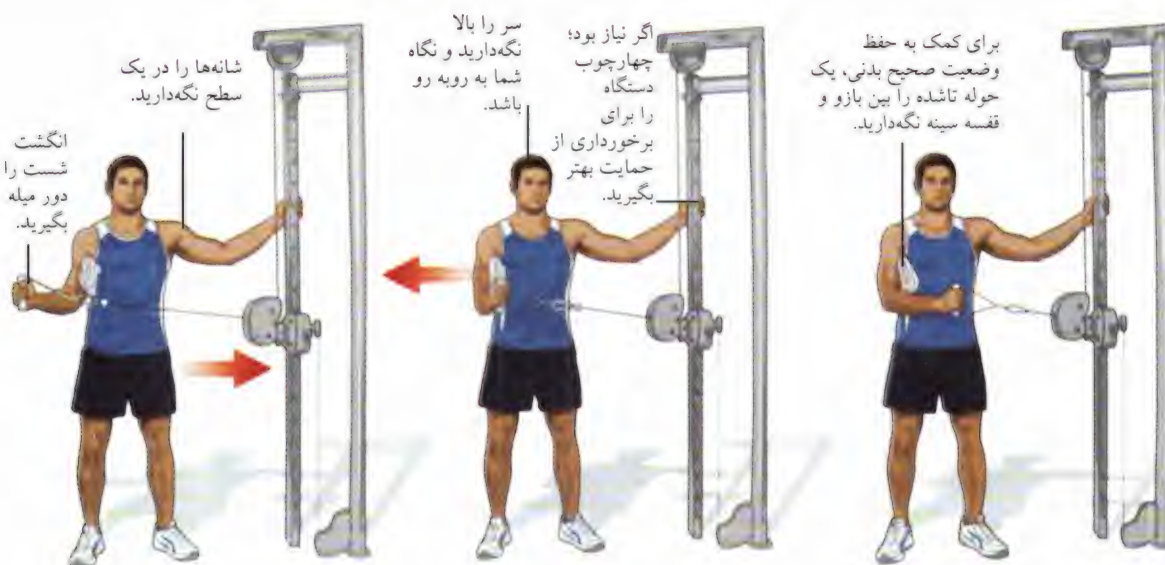 برای کمک به حفظ
وضعیت صحیح بدنی، یک
حوله تاشده را بین بازو و
قفسه سینه نگه‌دارید.
اگر نیاز بود؛
چهارچوب
دستگاه
را برای
برخورداری از
حمایت بهتر
بگیرید.
سر را بالا
نگه‌دارید و نگاه
شما به روبه رو
باشد.
شانه‌ها را در یک
سطح نگه‌دارید.
انگشت
شست را
دور میله
بگیرید.